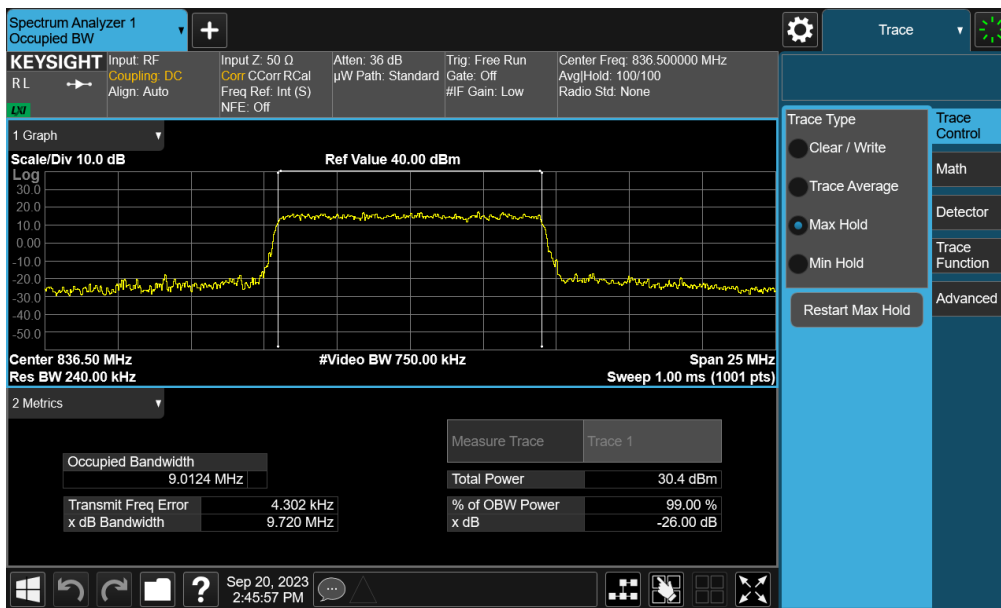 Spectrum Analyzer 1
Occupied BW
+
Trace
KEYSIGHT
R L
LXI
Input: RF
Coupling: DC
Align: Auto
Input Z: 50 Ω
Corr CCorr RCal
Freq Ref: Int (S)
NFE: Off
Atten: 36 dB
µW Path: Standard
Trig: Free Run
Gate: Off
#IF Gain: Low
Center Freq: 836.500000 MHz
Avg|Hold: 100/100
Radio Std: None
1 Graph
Scale/Div 10.0 dB
Ref Value 40.00 dBm
Log
30.0
20.0
10.0
0.00
-10.0
-20.0
-30.0
-40.0
-50.0
Center 836.50 MHz
#Video BW 750.00 kHz
Span 25 MHz
Res BW 240.00 kHz
Sweep 1.00 ms (1001 pts)
2 Metrics
Measure Trace
Trace 1
Occupied Bandwidth
9.0124 MHz
Total Power
30.4 dBm
Transmit Freq Error
4.302 kHz
% of OBW Power
99.00 %
x dB Bandwidth
9.720 MHz
x dB
-26.00 dB
Trace Type
Clear / Write
Trace Average
Max Hold
Min Hold
Restart Max Hold
Trace
Control
Math
Detector
Trace
Function
Advanced
?
Sep 20, 2023
2:45:57 PM